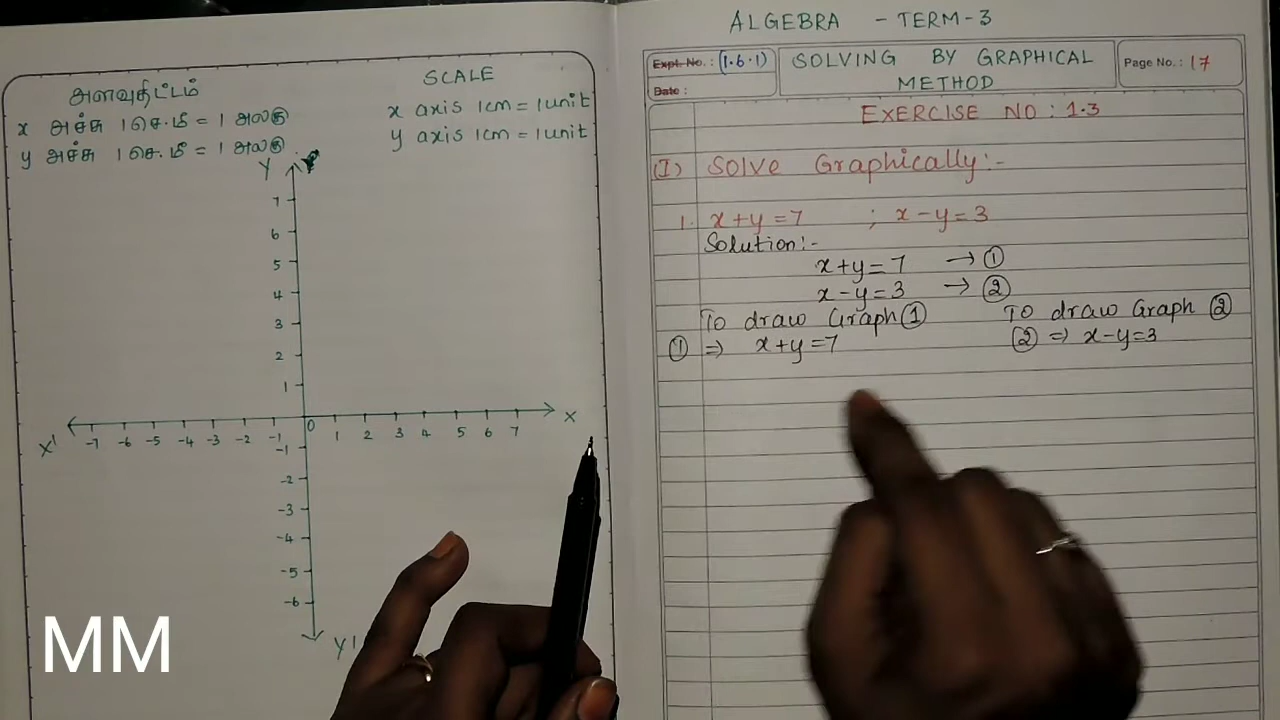 அளவுதிட்டம்
x அச்சு 1 செ.மீ = 1 அலகு
y அச்சு 1 செ.மீ = 1 அலகு
SCALE
x axis 1cm = 1unit
y axis 1cm = 1unit
Y
7
6
5
4
3
2
1
X' -7 -6 -5 -4 -3 -2 -1 0 1 2 3 4 5 6 7 X
-1
-2
-3
-4
-5
-6
Y'
MM
ALGEBRA - TERM-3
Expt. No. : (1.6.1)
Date :
SOLVING BY GRAPHICAL
METHOD
Page No. : 17
EXERCISE NO : 1.3
(I) Solve Graphically:-
1. x+y=7 ; x-y=3
Solution:-
x+y=7 → ①
x-y=3 → ②
To draw Graph ① To draw Graph ②
① ⇒ x+y=7 ② ⇒ x-y=3